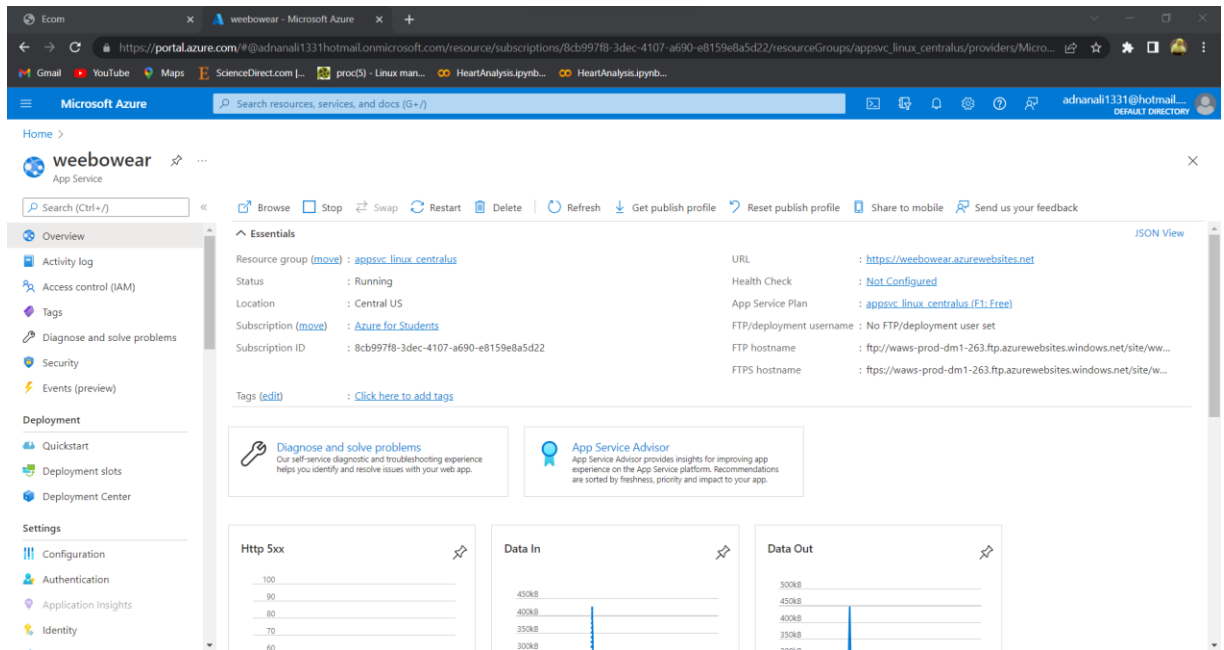 Ecom
weebowear - Microsoft Azure
https://portal.azure.com/#@adnanali1331hotmail.onmicrosoft.com/resource/subscriptions/8cb997f8-3dec-4107-a690-e8159e8a5d22/resourceGroups/appsvc_linux_centralus/providers/Micro...
Gmail YouTube Maps ScienceDirect.com |... proc(5) - Linux man... HeartAnalysis.ipynb... HeartAnalysis.ipynb...
Microsoft Azure
Search resources, services, and docs (G+/)
adnanali1331@hotmail....
DEFAULT DIRECTORY
Home >
weebowear
App Service
Search (Ctrl+/)
Overview
Activity log
Access control (IAM)
Tags
Diagnose and solve problems
Security
Events (preview)
Deployment
Quickstart
Deployment slots
Deployment Center
Settings
Configuration
Authentication
Application Insights
Identity
Browse Stop Swap Restart Delete Refresh Get publish profile Reset publish profile Share to mobile Send us your feedback
Essentials
JSON View
Resource group (move) : appsvc_linux_centralus
Status : Running
Location : Central US
Subscription (move) : Azure for Students
Subscription ID : 8cb997f8-3dec-4107-a690-e8159e8a5d22
Tags (edit) : Click here to add tags
URL : https://weebowear.azurewebsites.net
Health Check : Not Configured
App Service Plan : appsvc_linux_centralus (F1: Free)
FTP/deployment username : No FTP/deployment user set
FTP hostname : ftp://waws-prod-dm1-263.ftp.azurewebsites.windows.net/site/ww...
FTPS hostname : ftps://waws-prod-dm1-263.ftp.azurewebsites.windows.net/site/w...
Diagnose and solve problems
Our self-service diagnostic and troubleshooting experience
helps you identify and resolve issues with your web app.
App Service Advisor
App Service Advisor provides insights for improving app
experience on the App Service platform. Recommendations
are sorted by freshness, priority and impact to your app.
Http 5xx
100
90
80
70
60
Data In
450kB
400kB
350kB
300kB
Data Out
500kB
450kB
400kB
350kB
300kB